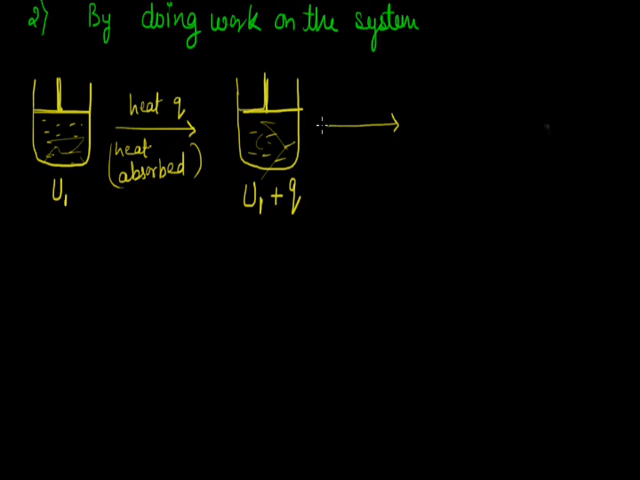 2) By doing work on the system
heat q
(heat absorbed)
U₁
U₁ + q